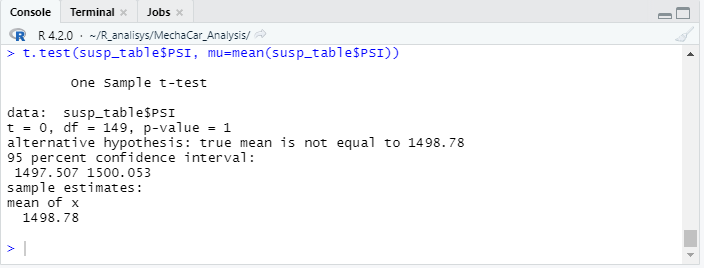 Console Terminal × Jobs ×
R R 4.2.0 · ~/R_analisys/MechaCar_Analysis/
> t.test(susp_table$PSI, mu=mean(susp_table$PSI))
One Sample t-test
data: susp_table$PSI
t = 0, df = 149, p-value = 1
alternative hypothesis: true mean is not equal to 1498.78
95 percent confidence interval:
1497.507 1500.053
sample estimates:
mean of x
1498.78
>